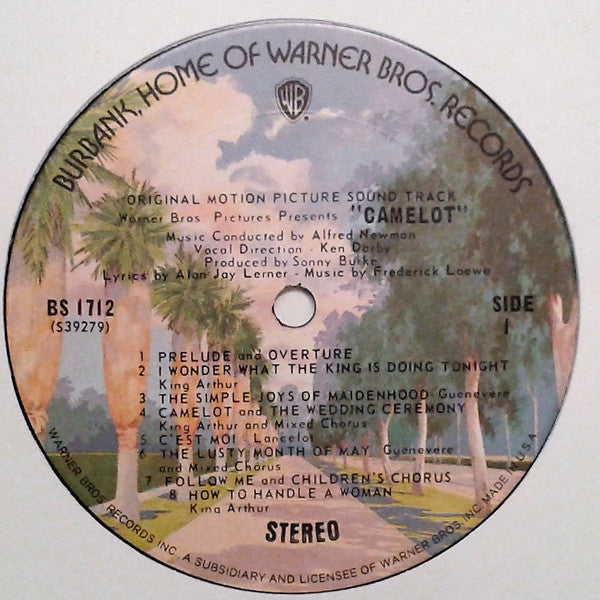 BURBANK, HOME OF WARNER BROS. RECORDS
WB
ORIGINAL MOTION PICTURE SOUND TRACK
Warner Bros. Pictures Presents "CAMELOT"
Music Conducted by Alfred Newman
Vocal Direction - Ken Darby
Produced by Sonny Burke
Lyrics by Alan Jay Lerner - Music by Frederick Loewe
BS 1712
(S39279)
SIDE
1
1 PRELUDE and OVERTURE
2 I WONDER WHAT THE KING IS DOING TONIGHT
King Arthur
3 THE SIMPLE JOYS OF MAIDENHOOD Guenevere
4 CAMELOT and THE WEDDING CEREMONY
King Arthur and Mixed Chorus
5 C'EST MOI Lancelot
6 THE LUSTY MONTH OF MAY Guenevere
and Mixed Chorus
7 FOLLOW ME and CHILDREN'S CHORUS
8 HOW TO HANDLE A WOMAN
King Arthur
STEREO
WARNER BROS. RECORDS INC., A SUBSIDIARY AND LICENSEE OF WARNER BROS. INC. MADE IN U.S.A.